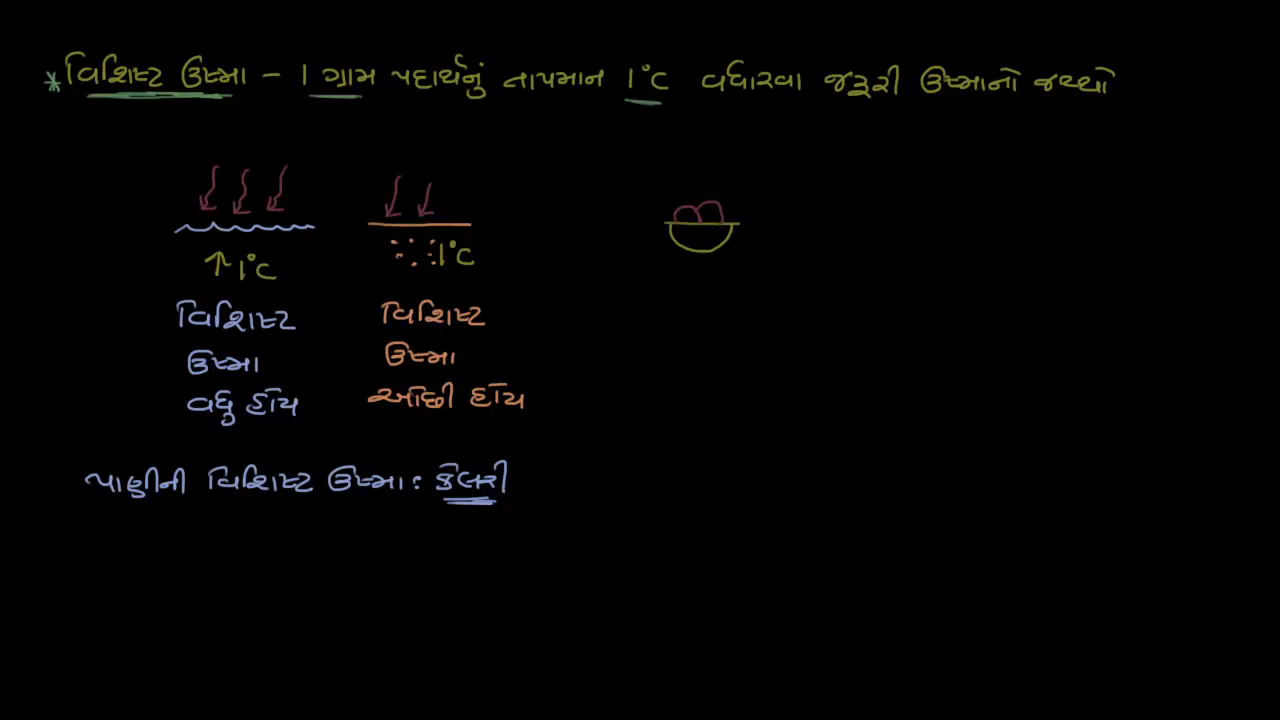 * વિશિષ્ટ ઉષ્મા - 1 ગ્રામ પદાર્થનું તાપમાન 1°C વધારવા જરૂરી ઉષ્માનો જથ્થો
↑ 1°C
1°C
વિશિષ્ટ
ઉષ્મા
વધુ હોય
વિશિષ્ટ
ઉષ્મા
ઓછી હોય
પાણીની વિશિષ્ટ ઉષ્મા : કેલરી